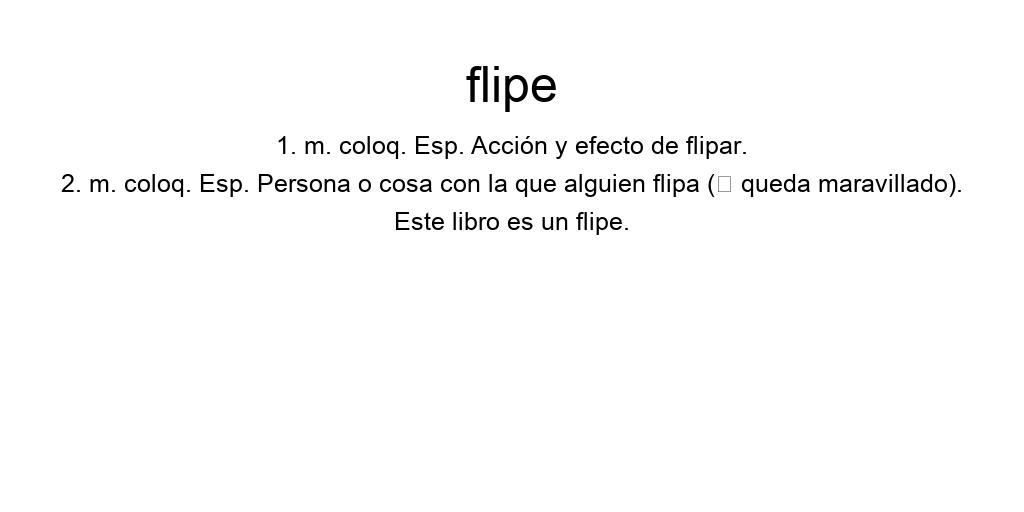 flipe
1. m. coloq. Esp. Acción y efecto de flipar.
2. m. coloq. Esp. Persona o cosa con la que alguien flipa (□ queda maravillado).
Este libro es un flipe.